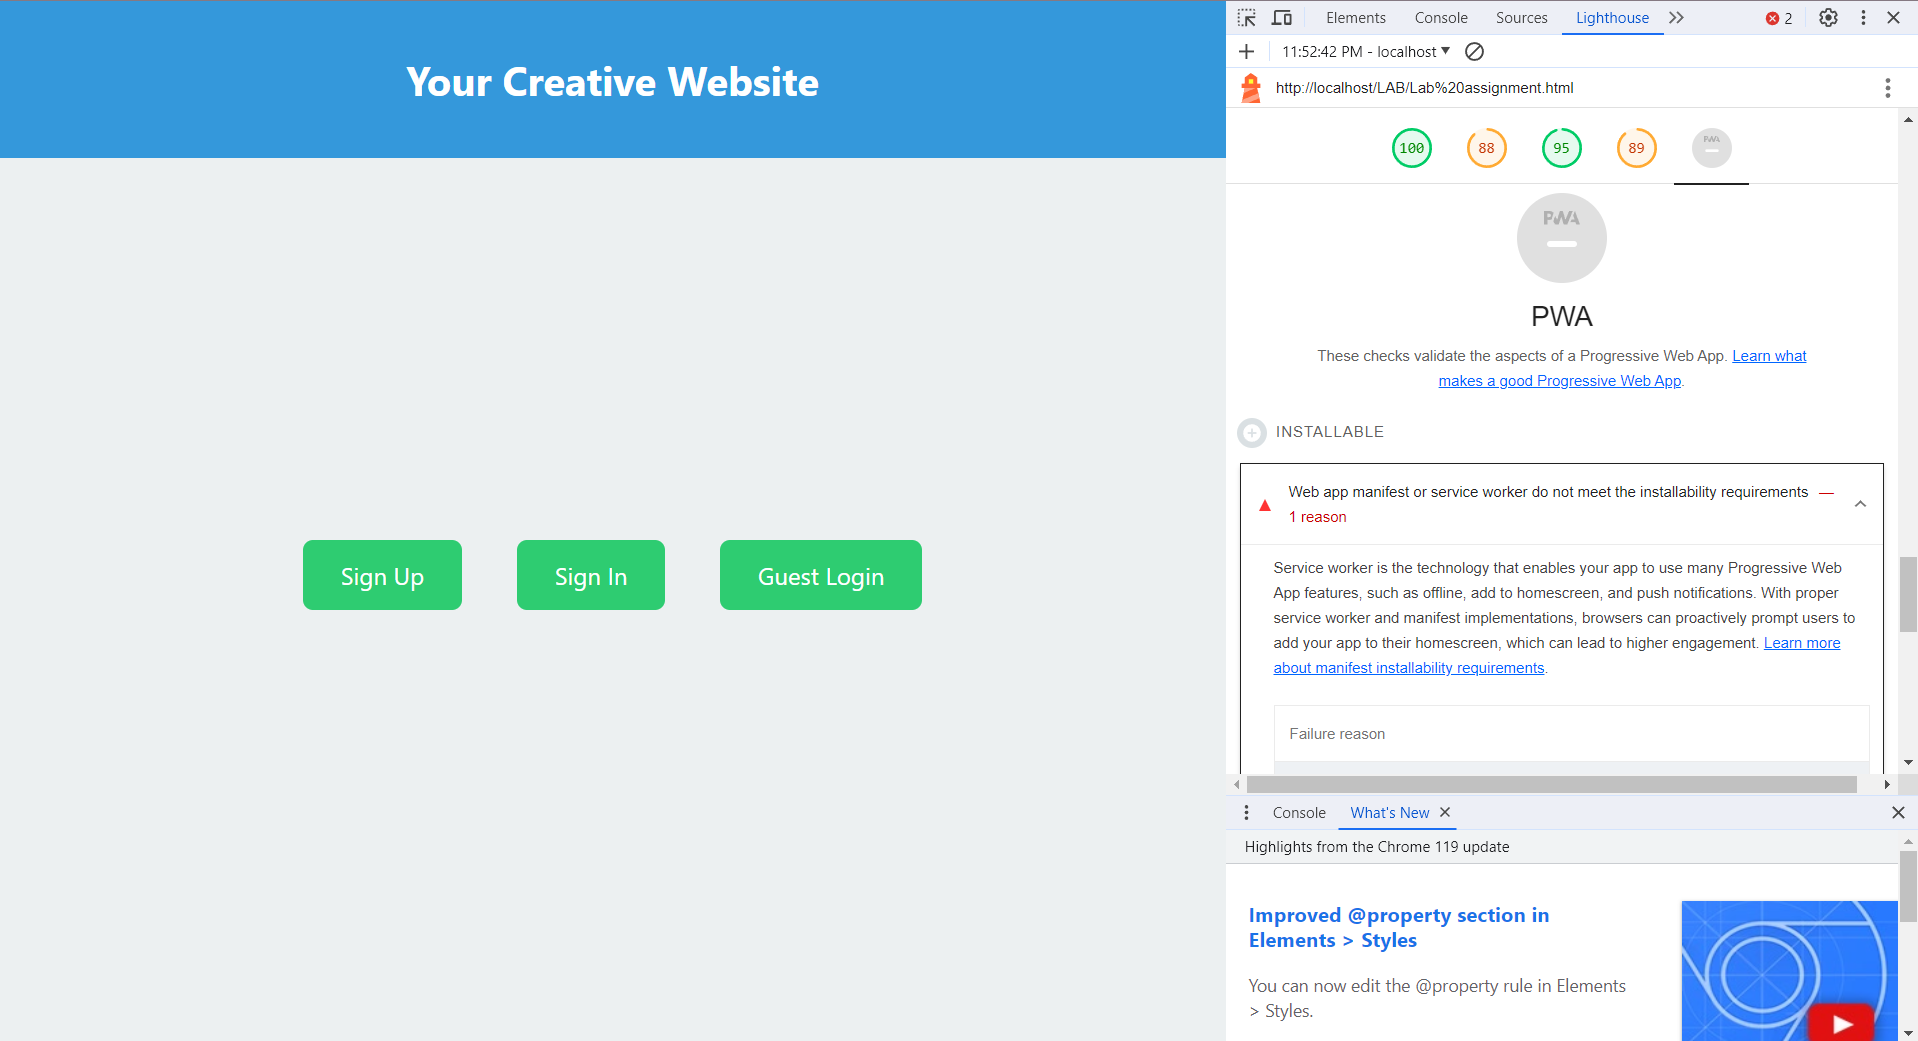 Your Creative Website
Sign Up
Sign In
Guest Login
Elements
Console
Sources
Lighthouse
2
11:52:42 PM - localhost
http://localhost/LAB/Lab%20assignment.html
100
88
95
89
PWA
PWA
PWA
These checks validate the aspects of a Progressive Web App. Learn what
makes a good Progressive Web App.
INSTALLABLE
Web app manifest or service worker do not meet the installability requirements —
1 reason
Service worker is the technology that enables your app to use many Progressive Web
App features, such as offline, add to homescreen, and push notifications. With proper
service worker and manifest implementations, browsers can proactively prompt users to
add your app to their homescreen, which can lead to higher engagement. Learn more
about manifest installability requirements.
Failure reason
Console
What's New
Highlights from the Chrome 119 update
Improved @property section in
Elements > Styles
You can now edit the @property rule in Elements
> Styles.